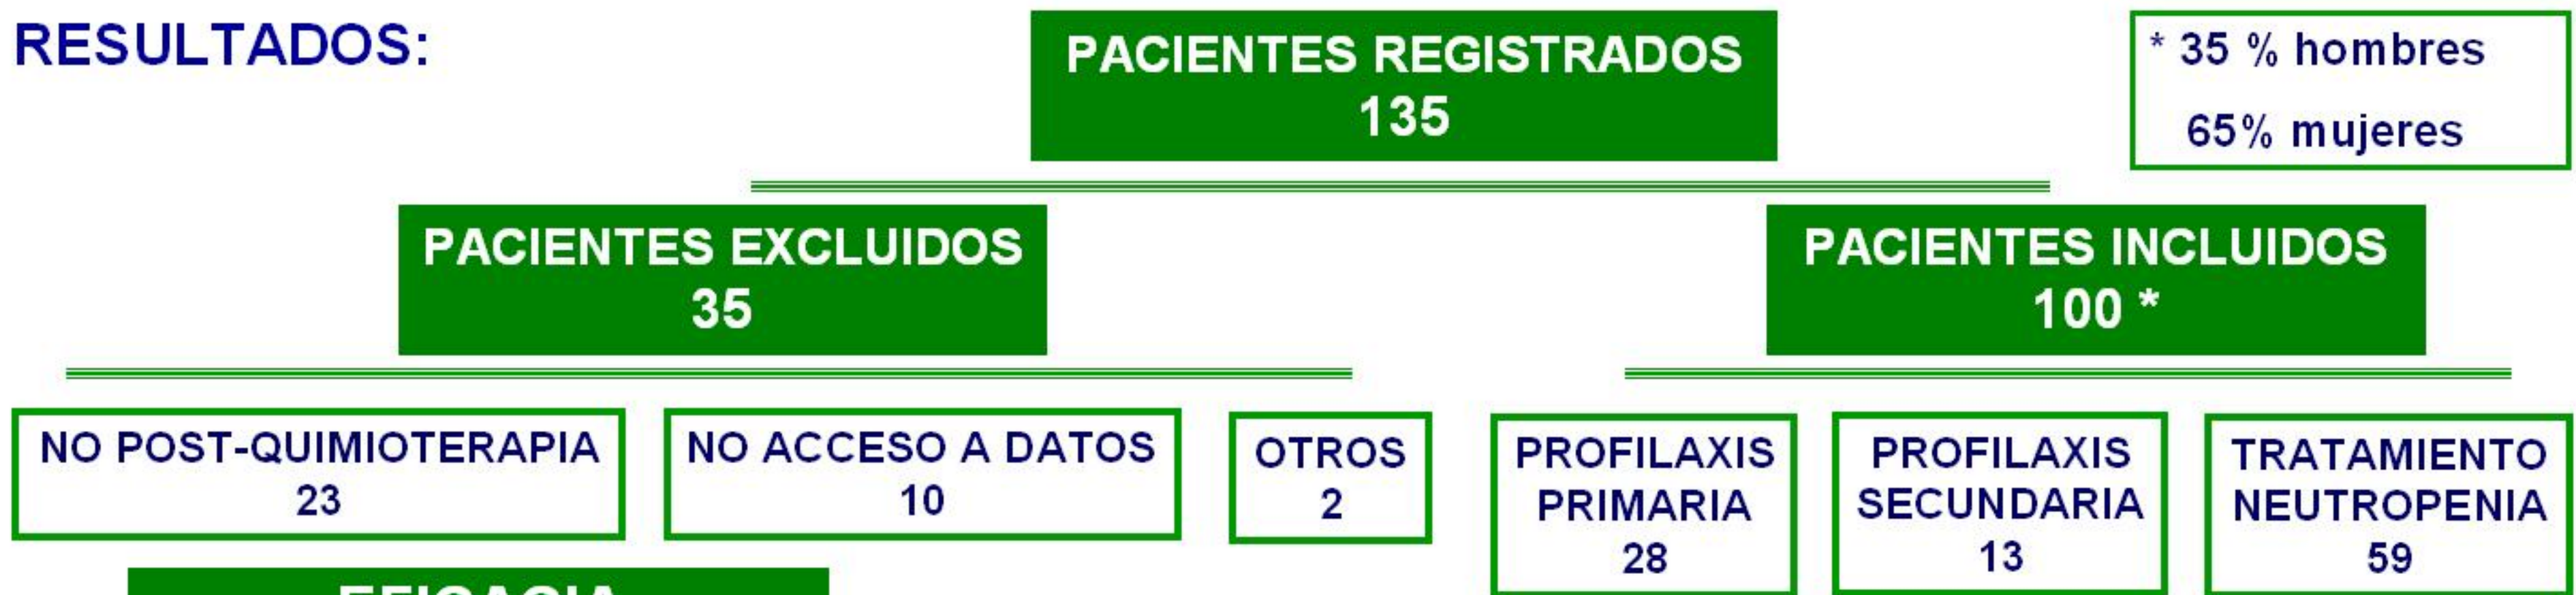 RESULTADOS:
PACIENTES REGISTRADOS
135
* 35 % hombres
65% mujeres
PACIENTES EXCLUIDOS
35
PACIENTES INCLUIDOS
100 *
NO POST-QUIMIOTERAPIA
23
NO ACCESO A DATOS
10
OTROS
2
PROFILAXIS
PRIMARIA
28
PROFILAXIS
SECUNDARIA
13
TRATAMIENTO
NEUTROPENIA
59
EFICACIA